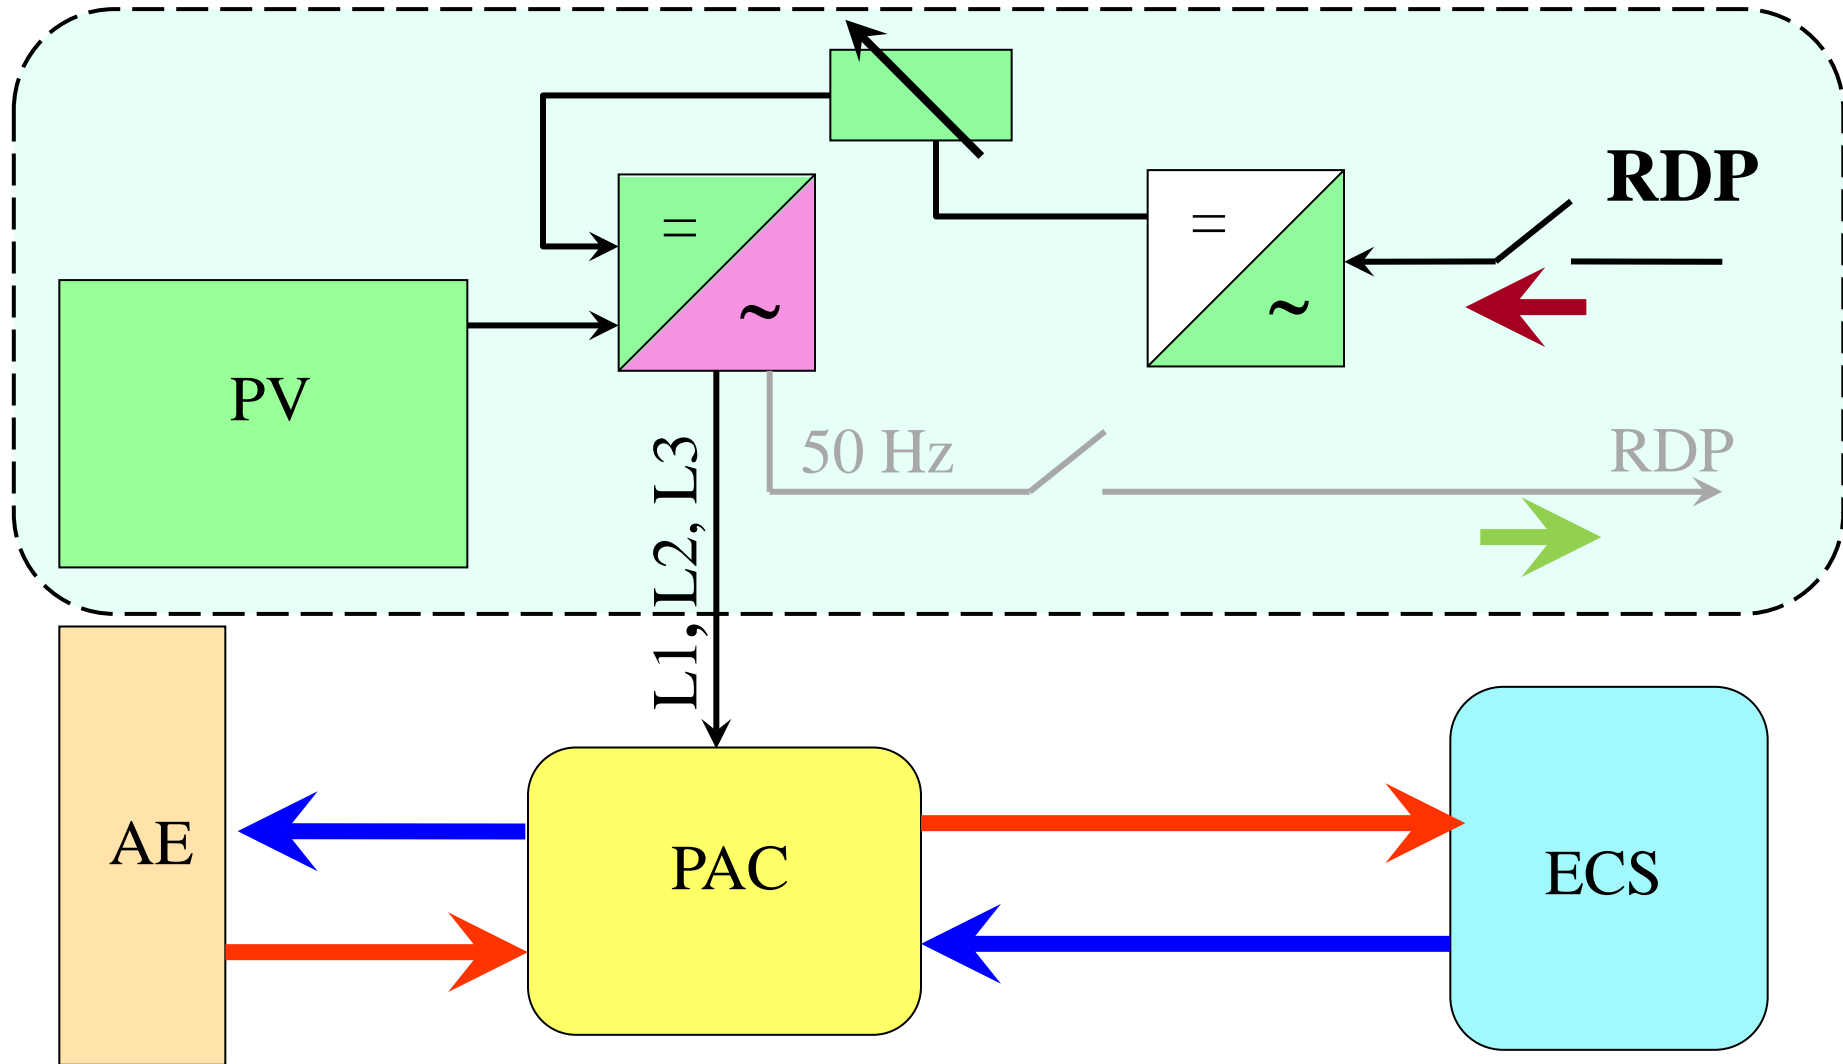 RDP
=
=
~
~
PV
50 Hz
RDP
L1, L2, L3
AE
PAC
ECS